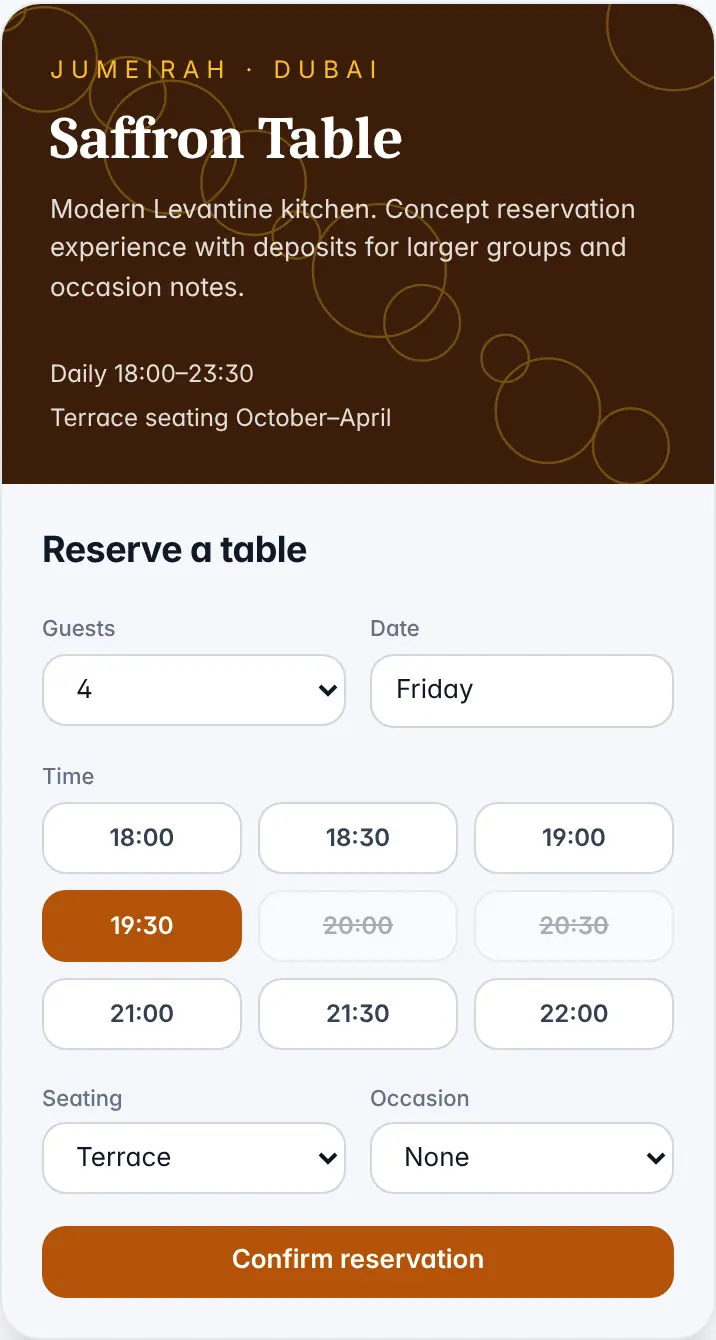 JUMEIRAH · DUBAI
Saffron Table
Modern Levantine kitchen. Concept reservation
experience with deposits for larger groups and
occasion notes.
Daily 18:00–23:30
Terrace seating October–April
Reserve a table
Guests Date
4 Friday
Time
18:00 18:30 19:00
19:30 20:00 20:30
21:00 21:30 22:00
Seating Occasion
Terrace None
Confirm reservation